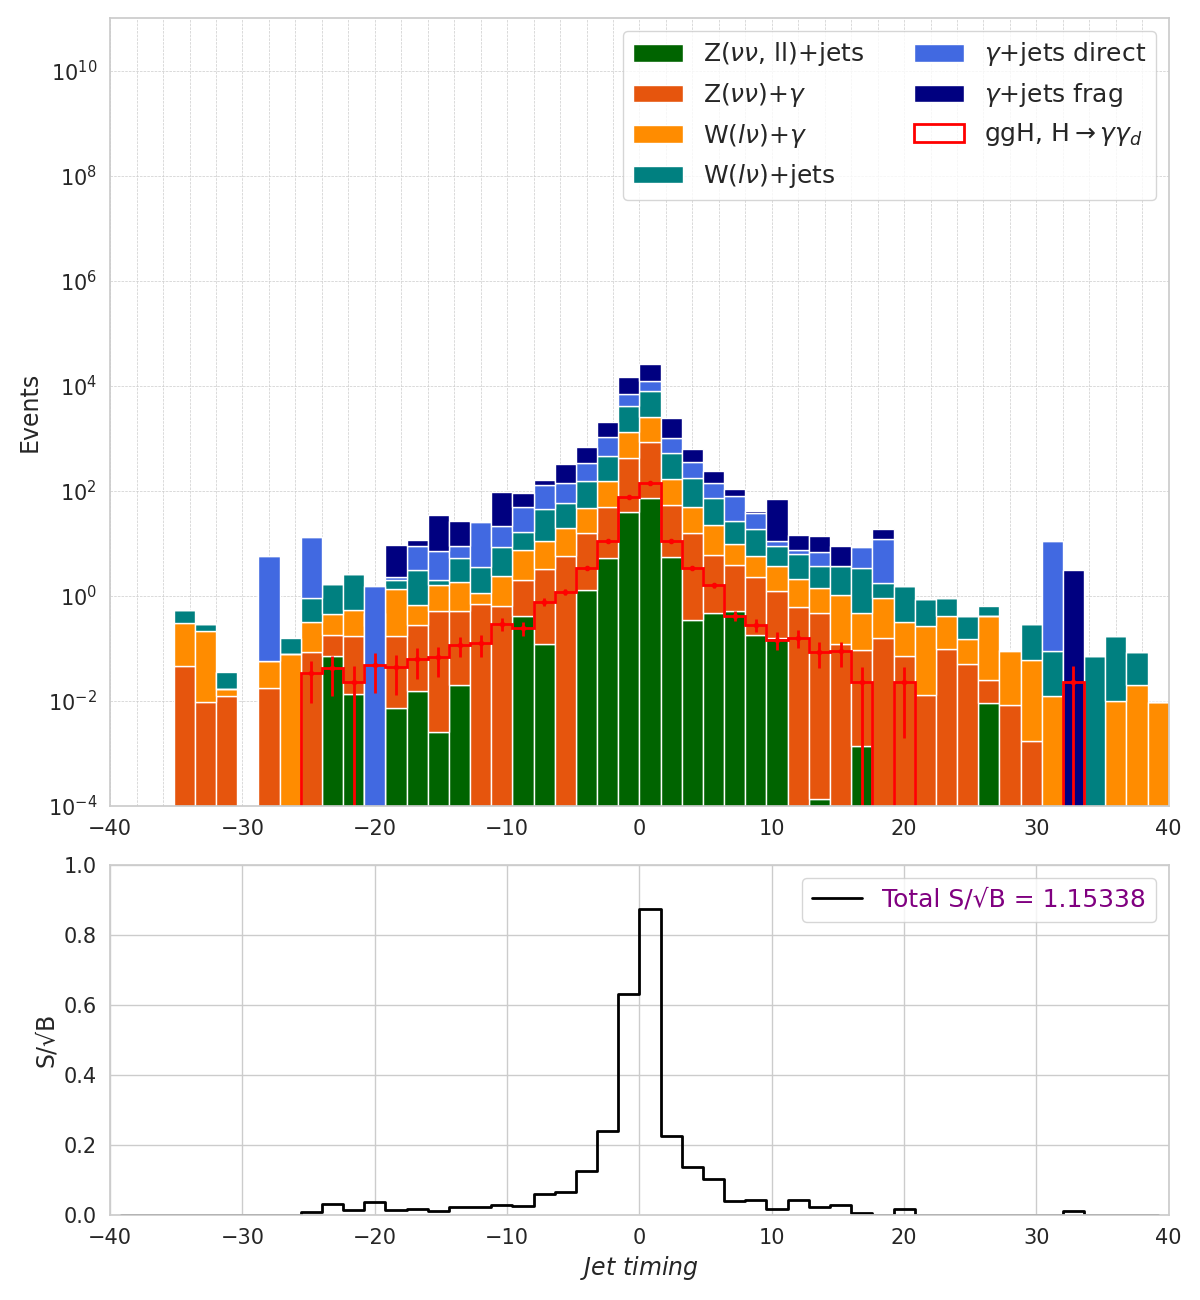 Z(νν, ll)+jets
Z(νν)+γ
W(lν)+γ
W(lν)+jets
γ+jets direct
γ+jets frag
ggH, H→γγ_d
Events
10^10
10^8
10^6
10^4
10^2
10^0
10^−2
10^−4
−40 −30 −20 −10 0 10 20 30 40
Total S/√B = 1.15338
S/√B
1.0
0.8
0.6
0.4
0.2
0.0
−40 −30 −20 −10 0 10 20 30 40
Jet timing